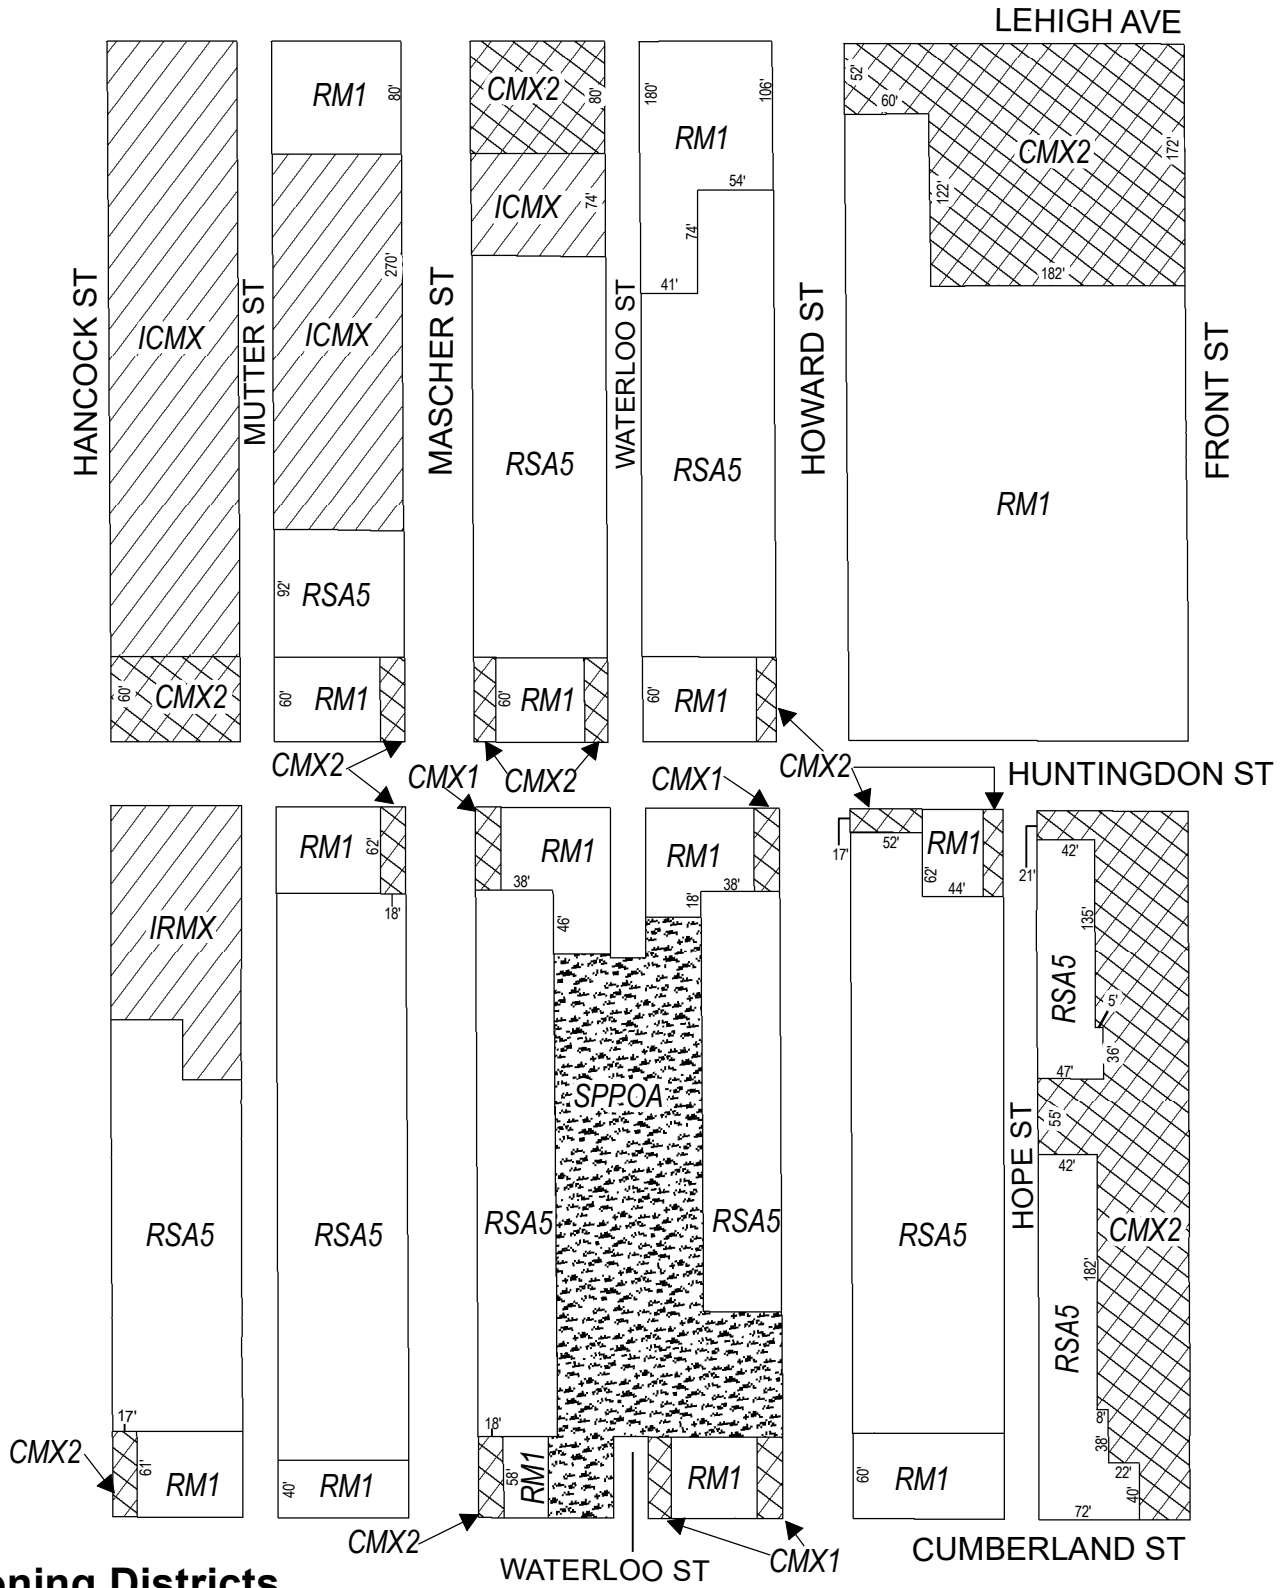 LEHIGH AVE
RM1 80'
CMX2 80'
180' 106'
RM1
52'
60'
CMX2 172'
122'
182'
ICMX 74'
54'
74'
41'
270'
HANCOCK ST
ICMX
MUTTER ST
ICMX
MASCHER ST
RSA5
WATERLOO ST
RSA5
HOWARD ST
RM1
FRONT ST
92' RSA5
60' CMX2
60' RM1
60' RM1
60' RM1
CMX2
CMX1
CMX2
CMX1
CMX2
HUNTINGDON ST
IRMX
RM1 62'
18'
RM1
38'
46'
RM1
38'
18'
17'
52'
RM1
62'
44'
21'
42'
135'
RSA5
5'
36'
47'
55'
42'
SPPOA
HOPE ST
RSA5
RSA5
RSA5
RSA5
RSA5
CMX2
182'
RSA5
8'
38'
22'
40'
72'
17'
CMX2
61' RM1
40' RM1
18'
58' RM1
RM1
60' RM1
CMX2
WATERLOO ST
CMX1
CUMBERLAND ST
ning Districts